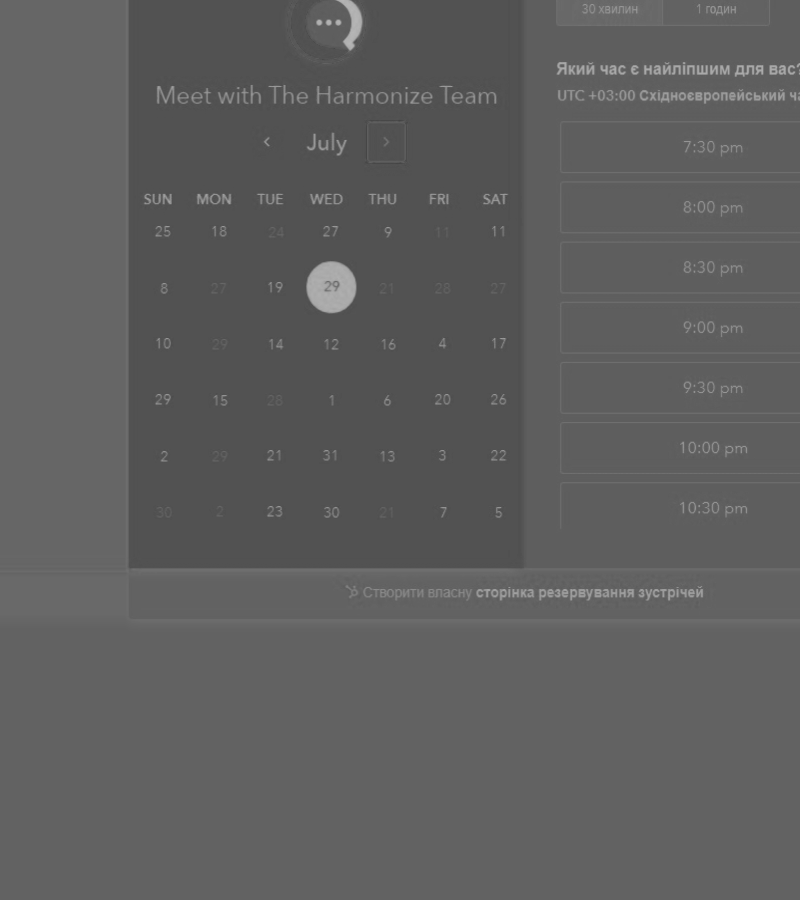 30 хвилин 1 годин
Meet with The Harmonize Team
July
SUN MON TUE WED THU FRI SAT
25 18 24 27 9 11 11
8 27 19 29 21 28 27
10 29 14 12 16 4 17
29 15 28 1 6 20 26
2 29 21 31 13 3 22
30 2 23 30 21 7 5
Який час є найліпшим для вас?
UTC +03:00 Східноєвропейський ча
7:30 pm
8:00 pm
8:30 pm
9:00 pm
9:30 pm
10:00 pm
10:30 pm
Створити власну сторінка резервування зустрічей